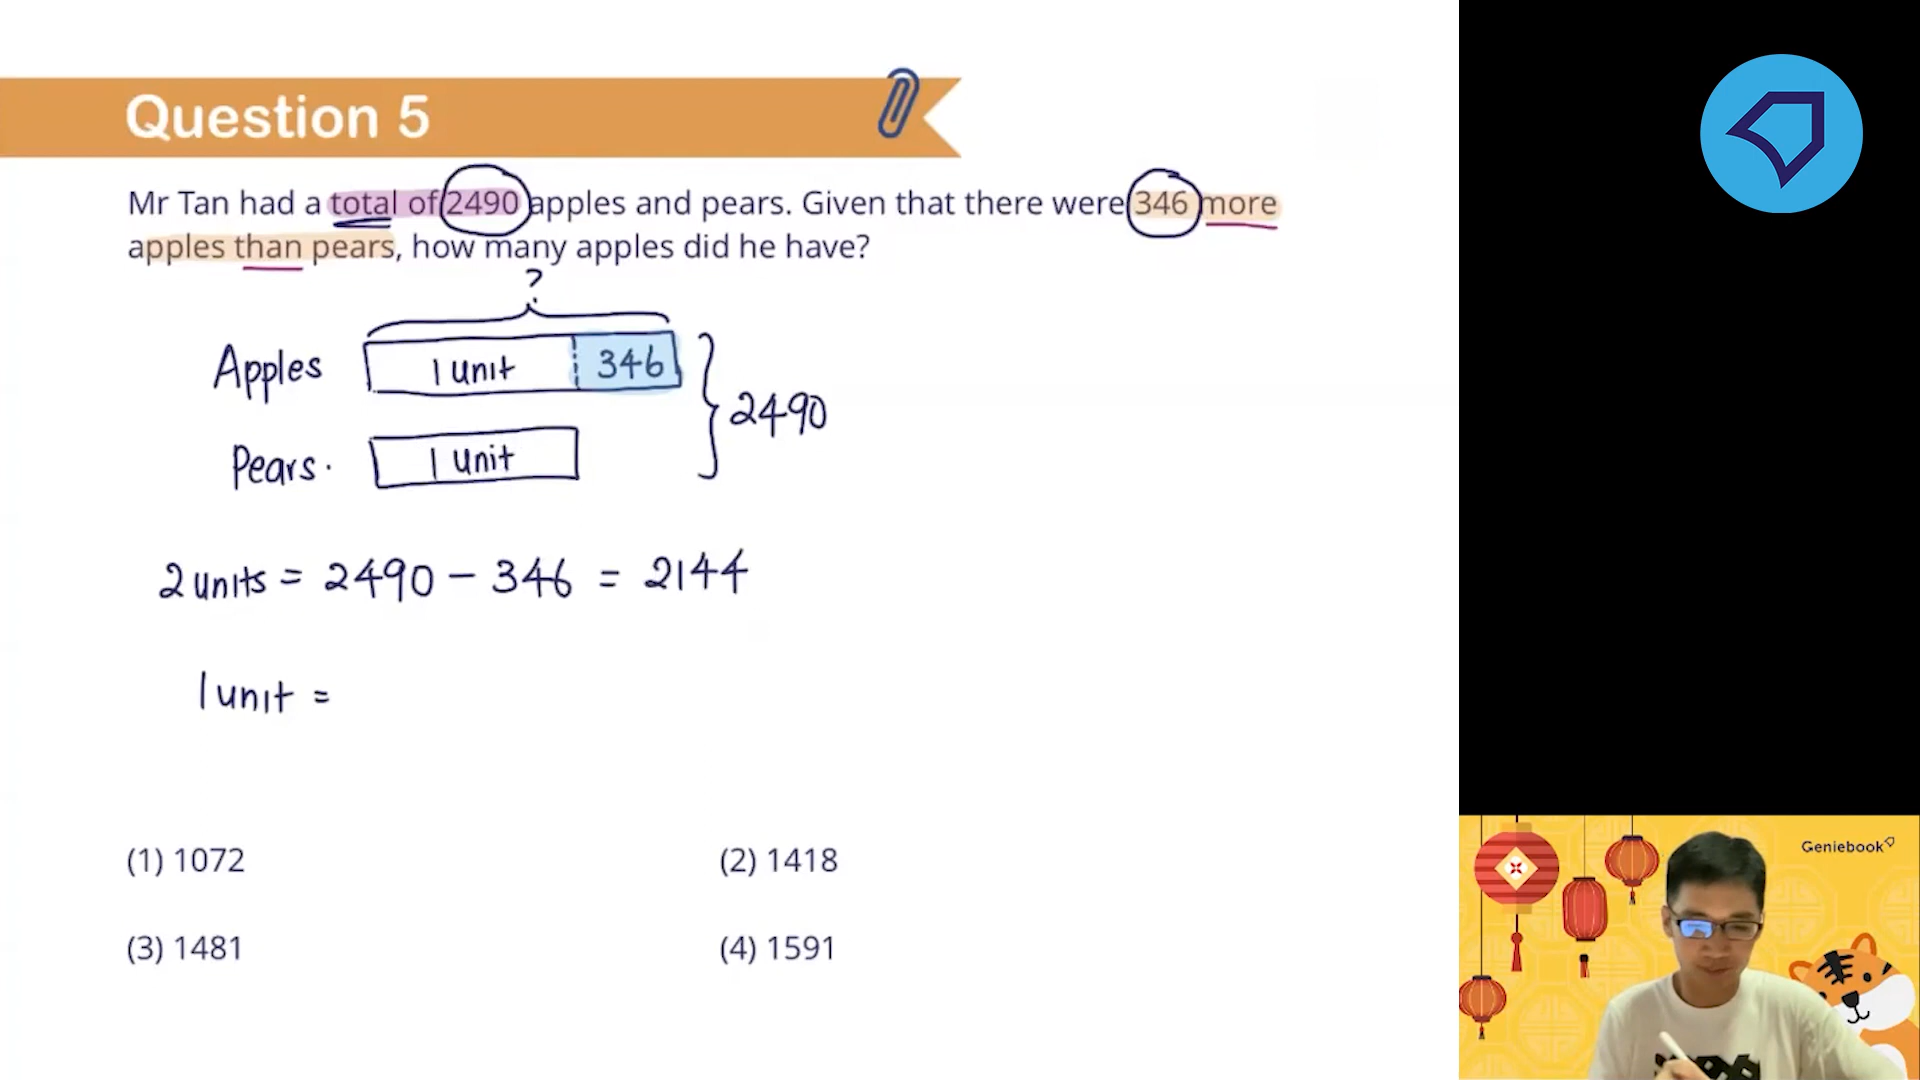 Question 5
Mr Tan had a total of 2490 apples and pears. Given that there were 346 more
apples than pears, how many apples did he have?
?
Apples 1 unit 346
2490
Pears. 1 unit
2 units = 2490 - 346 = 2144
1 unit =
(1) 1072 (2) 1418
(3) 1481 (4) 1591
Geniebook